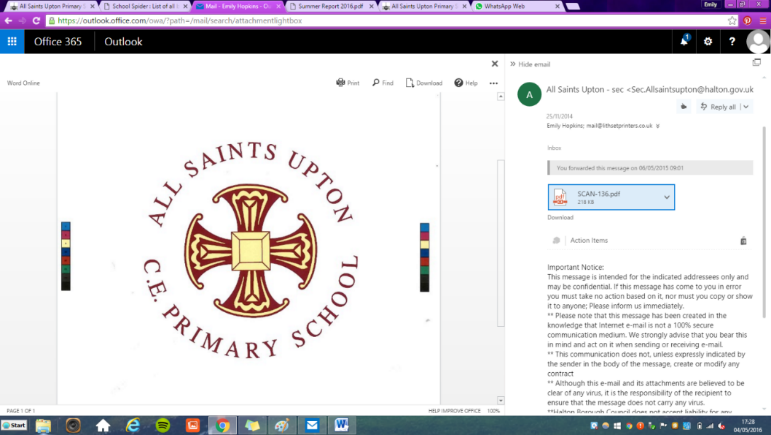 All Saints Upton Primary
School Spider : List of all
Mail - Emily Hopkins - O
Summer Report 2016.pdf
All Saints Upton Primary
WhatsApp Web
Emily
https://outlook.office.com/owa/?path=/mail/search/attachmentlightbox
Office 365
Outlook
1
?
Word Online
Print
Find
Download
Help
ALL SAINTS UPTON
C.E. PRIMARY SCHOOL
PAGE 1 OF 1
HELP IMPROVE OFFICE
100%
Hide email
A
All Saints Upton - sec <Sec.Allsaintsupton@halton.gov.uk
Reply all
25/11/2014
Emily Hopkins; mail@lithsetprinters.co.uk
Inbox
You forwarded this message on 06/05/2015 09:01
SCAN-136.pdf
218 KB
Download
Action Items
Important Notice:
This message is intended for the indicated addressees only and
may be confidential. If this message has come to you in error
you must take no action based on it, nor must you copy or show
it to anyone; Please inform us immediately.
** Please note that this message has been created in the
knowledge that Internet e-mail is not a 100% secure
communication medium. We strongly advise that you bear this
in mind and act on it when sending or receiving e-mail.
** This communication does not, unless expressly indicated by
the sender in the body of the message, create or modify any
contract
** Although this e-mail and its attachments are believed to be
clear of any virus, it is the responsibility of the recipient to
ensure that the message does not carry any virus.
**Halton Borough Council does not accept liability for any
Start
17:28
04/05/2016